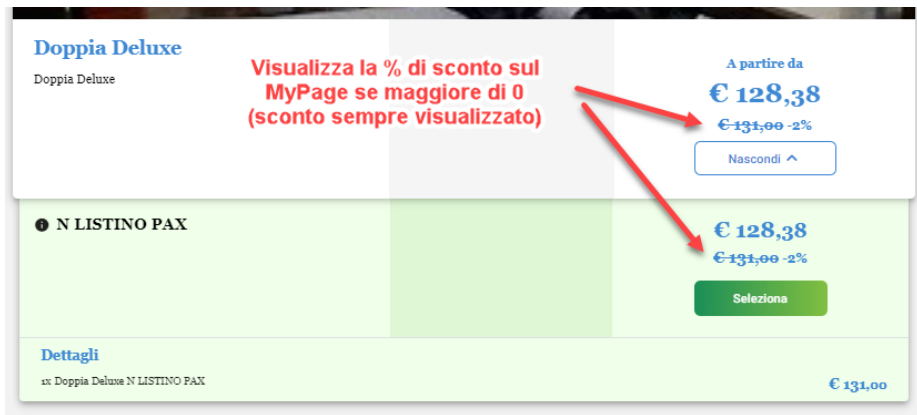 Doppia Deluxe
Doppia Deluxe
Visualizza la % di sconto sul
MyPage se maggiore di 0
(sconto sempre visualizzato)
A partire da
€ 128,38
€ 131,00 -2%
Nascondi
N LISTINO PAX
€ 128,38
€ 131,00 -2%
Seleziona
Dettagli
1x Doppia Deluxe N LISTINO PAX
€ 131,00